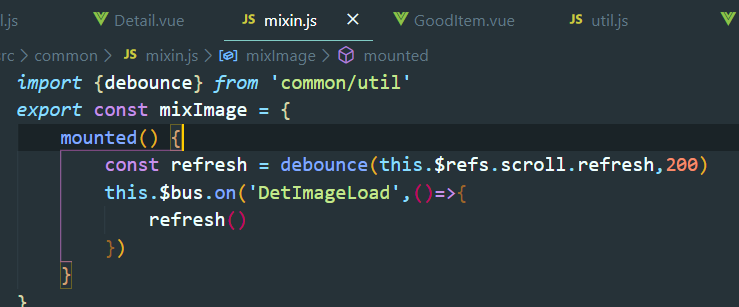 l.js Detail.vue JS mixin.js × GoodItem.vue JS util.js
rc > common > JS mixin.js > mixImage > mounted
import {debounce} from 'common/util'
export const mixImage = {
mounted() {
const refresh = debounce(this.$refs.scroll.refresh,200)
this.$bus.on('DetImageLoad',()=>{
refresh()
})
}
}